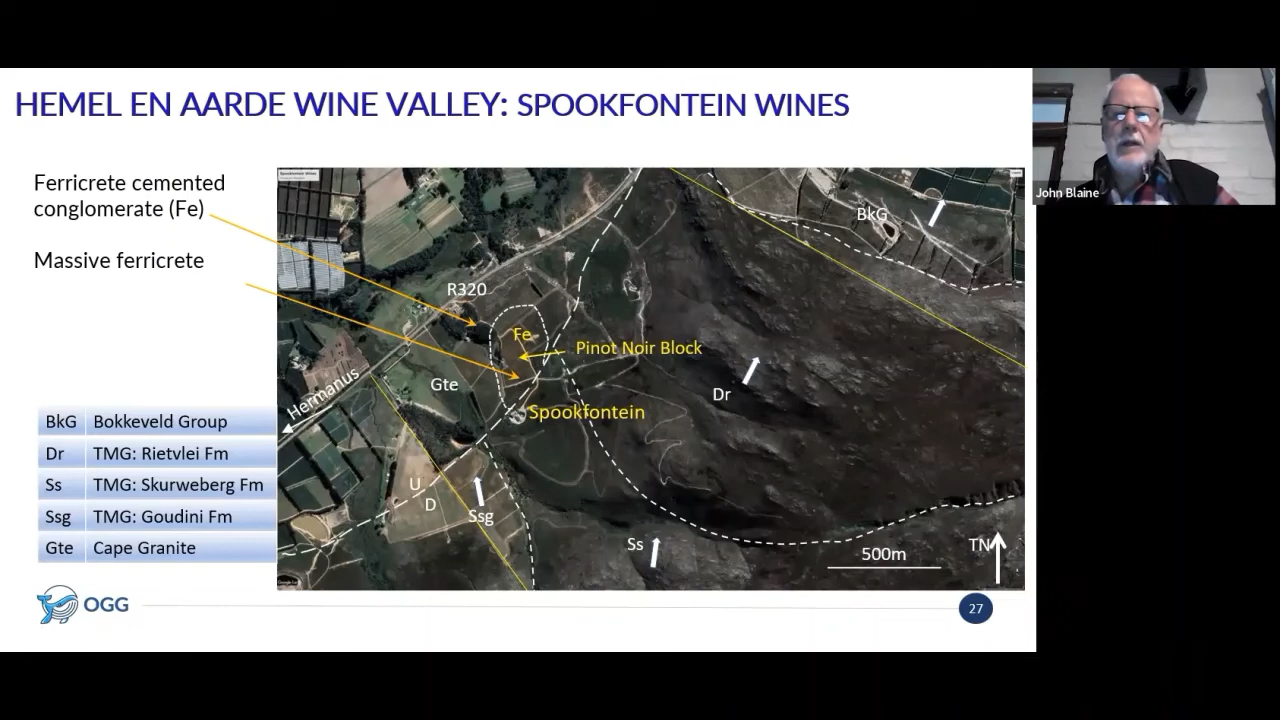 HEMEL EN AARDE WINE VALLEY: SPOOKFONTEIN WINES
John Blaine
Ferricrete cemented
conglomerate (Fe)
Massive ferricrete
BkG
R320
Fe
Pinot Noir Block
Gte
Dr
Hermanus
Spookfontein
U
D
Ssg
Ss
500m
TN
BkG Bokkeveld Group
Dr TMG: Rietvlei Fm
Ss TMG: Skurweberg Fm
Ssg TMG: Goudini Fm
Gte Cape Granite
OGG
27